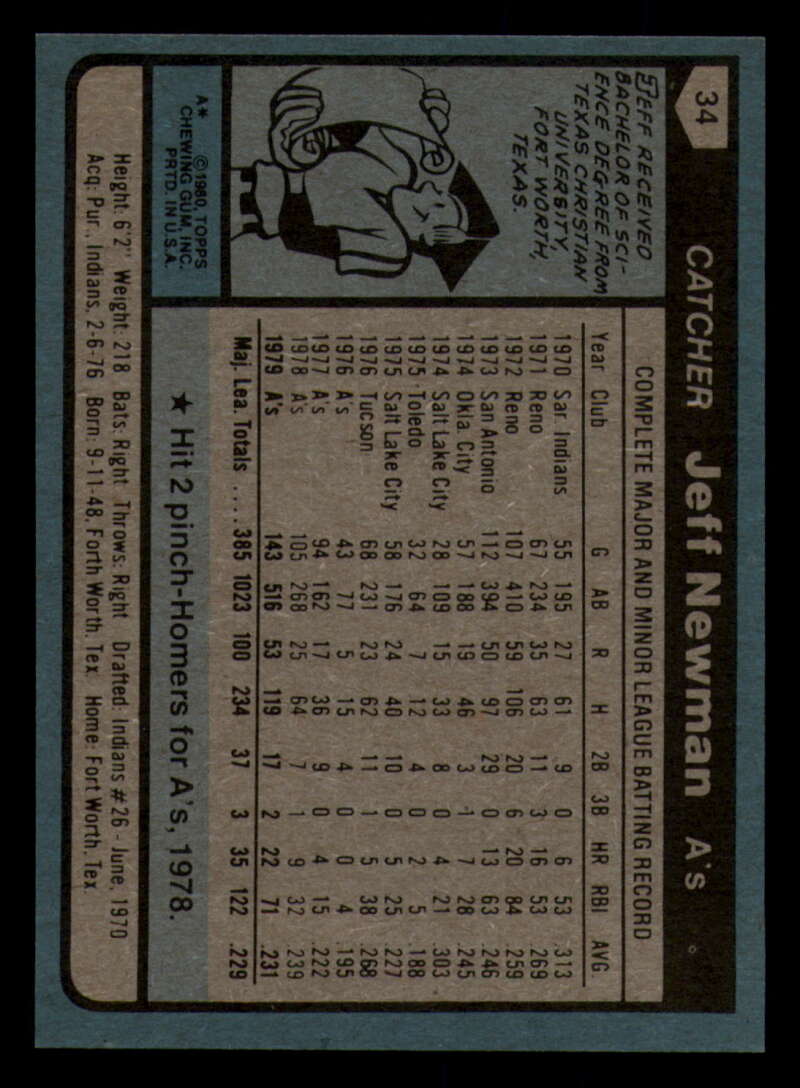 34
CATCHER Jeff Newman A's
JEFF RECEIVED
BACHELOR OF SCI-
ENCE DEGREE FROM
TEXAS CHRISTIAN
UNIVERSITY,
FORT WORTH,
TEXAS.
A* © 1980, TOPPS
CHEWING GUM, INC.
PRTD. IN U.S.A.
COMPLETE MAJOR AND MINOR LEAGUE BATTING RECORD
Year Club G AB R H 2B 3B HR RBI AVG.
1970 Sar. Indians 55 195 27 61 9 0 6 53 .313
1971 Reno 67 234 35 63 11 3 16 53 .269
1972 Reno 107 410 59 106 20 6 20 84 .259
1973 San Antonio 112 394 50 97 29 0 13 63 .246
1974 Okla. City 57 188 19 46 3 1 7 28 .245
1974 Salt Lake City 28 109 15 33 8 0 4 21 .303
1975 Toledo 32 64 7 12 4 0 2 5 .188
1975 Salt Lake City 58 176 24 40 10 0 5 25 .227
1976 Tucson 68 231 23 62 11 1 5 38 .268
1976 A's 43 77 5 15 4 0 0 4 .195
1977 A's 94 162 17 36 9 0 4 15 .222
1978 A's 105 268 25 64 7 1 9 32 .239
1979 A's 143 516 53 119 17 2 22 71 .231
Maj. Lea. Totals .... 385 1023 100 234 37 3 35 122 .229
★ Hit 2 pinch-Homers for A's, 1978.
Height: 6'2" Weight: 218 Bats: Right Throws: Right Drafted: Indians #26 - June, 1970
Acq: Pur., Indians, 2-6-76 Born: 9-11-48, Forth Worth, Tex Home: Fort Worth, Tex.